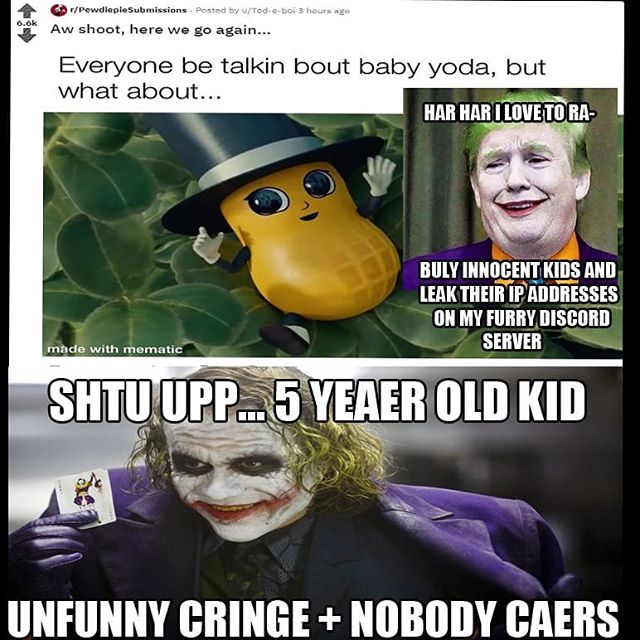 r/PewdiepieSubmissions · Posted by u/Tod-e-boi 3 hours ago
6.6k
Aw shoot, here we go again...
Everyone be talkin bout baby yoda, but
what about...
HAR HAR I LOVE TO RA-
BULY INNOCENT KIDS AND
LEAK THEIR IP ADDRESSES
ON MY FURRY DISCORD
SERVER
made with mematic
SHTU UPP... 5 YEAER OLD KID
UNFUNNY CRINGE + NOBODY CAERS